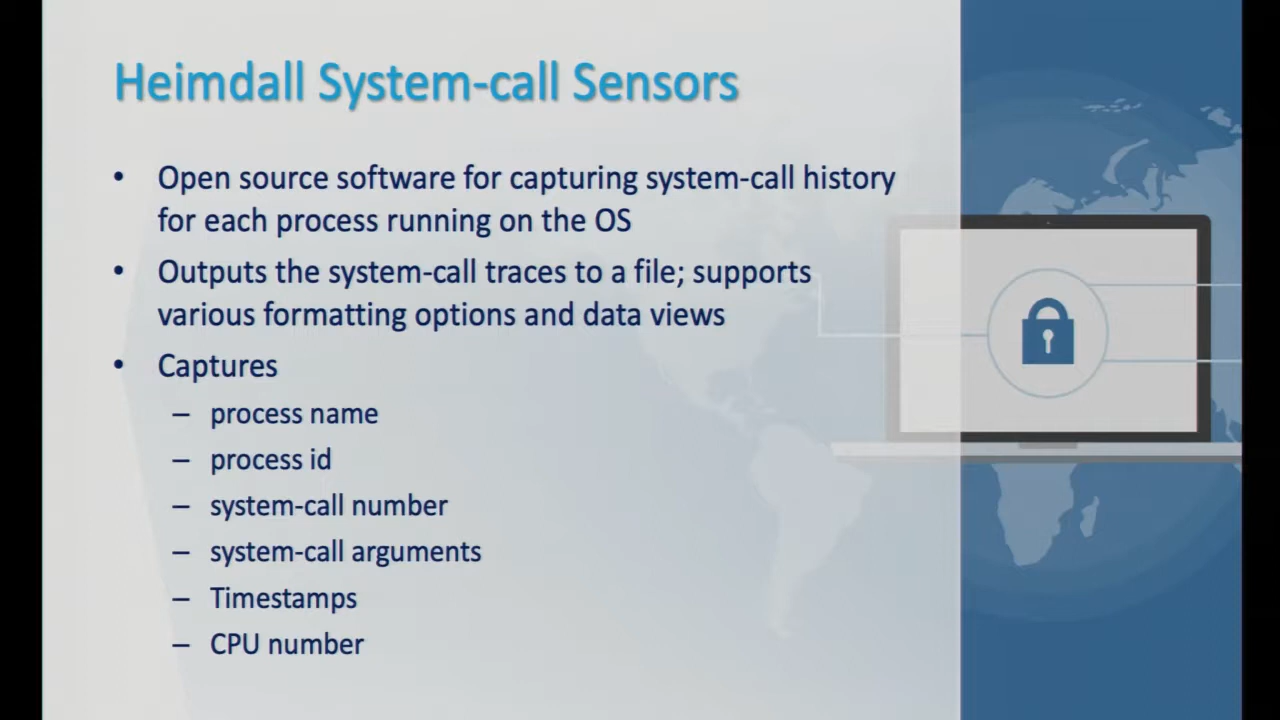 Heimdall System-call Sensors
• Open source software for capturing system-call history
for each process running on the OS
• Outputs the system-call traces to a file; supports
various formatting options and data views
• Captures
– process name
– process id
– system-call number
– system-call arguments
– Timestamps
– CPU number